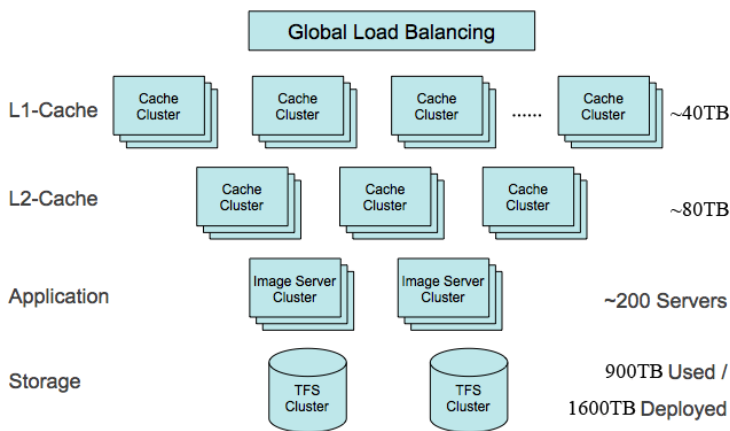 Global Load Balancing
L1-Cache
Cache
Cluster
Cache
Cluster
Cache
Cluster
......
Cache
Cluster
~40TB
L2-Cache
Cache
Cluster
Cache
Cluster
Cache
Cluster
~80TB
Application
Image Server
Cluster
Image Server
Cluster
~200 Servers
Storage
TFS
Cluster
TFS
Cluster
900TB Used /
1600TB Deployed